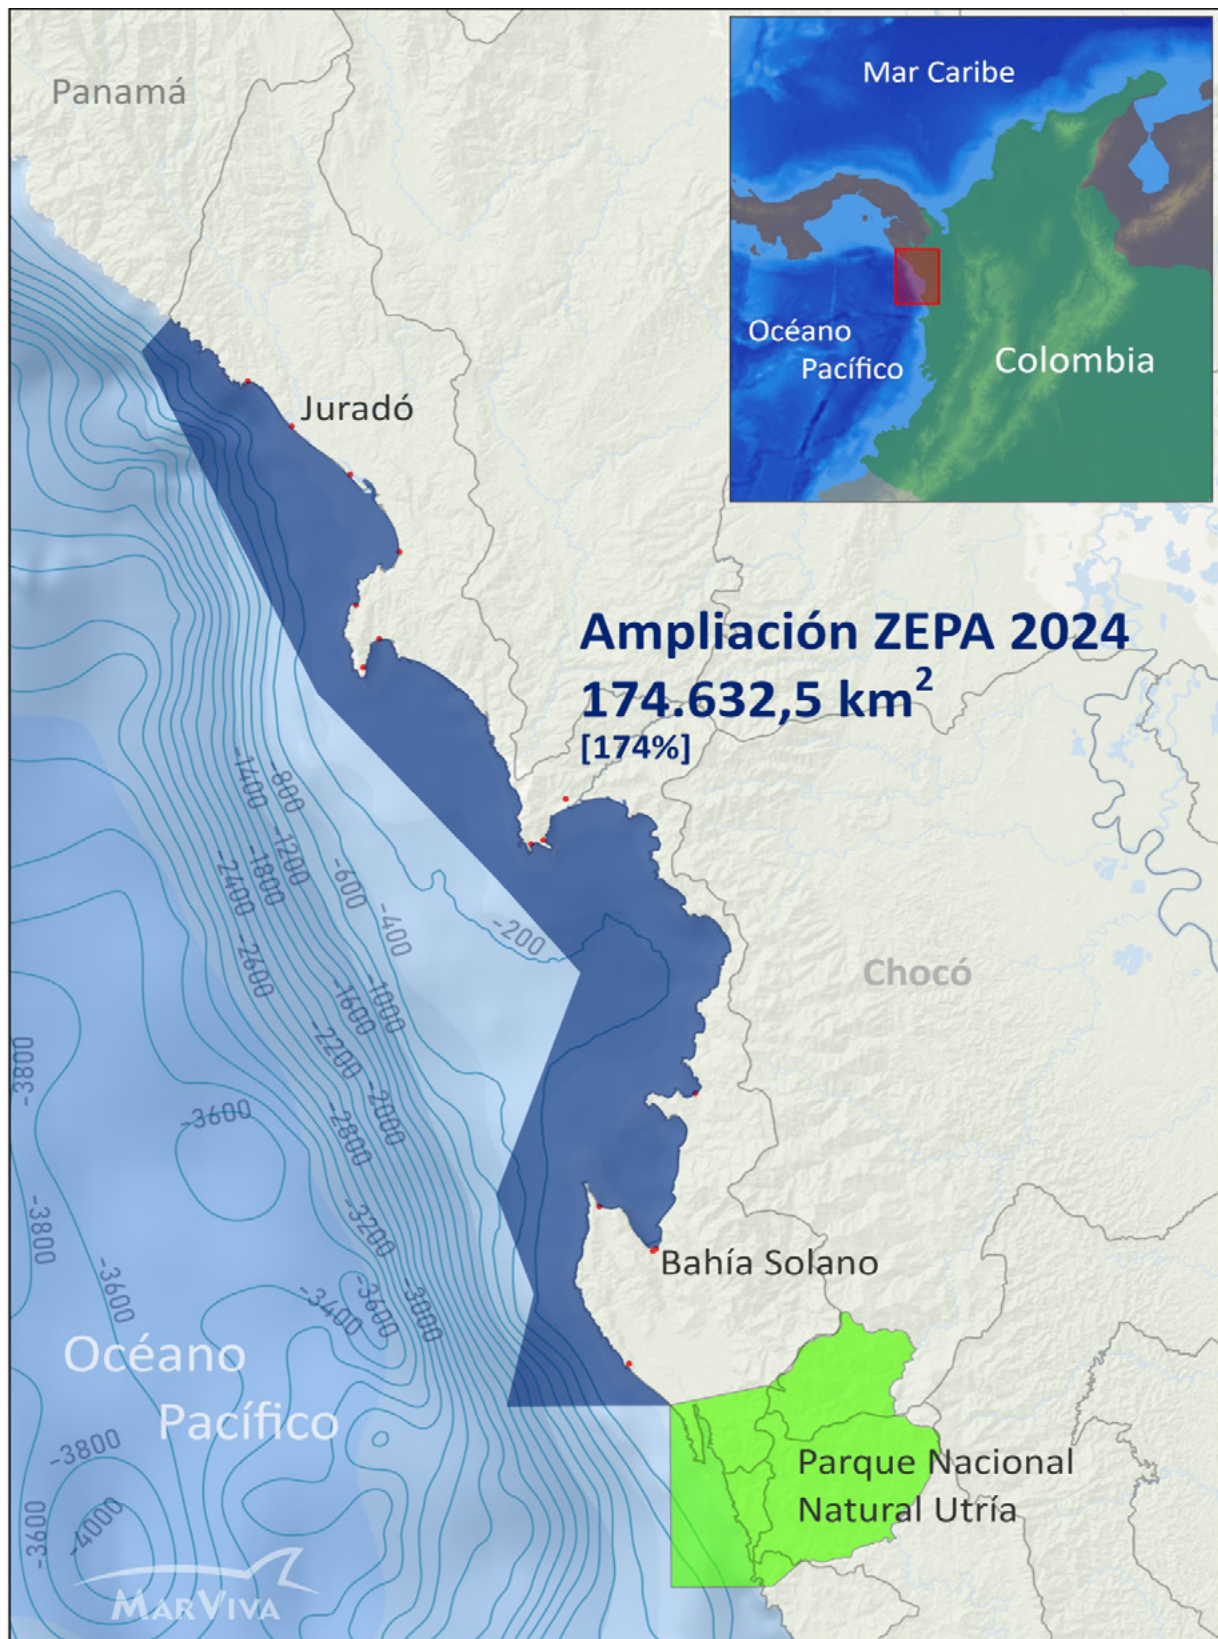 Panamá
Mar Caribe
Océano
Pacífico
Colombia
Juradó
Ampliación ZEPA 2024
174.632,5 km²
[174%]
-800
-1400
-1200
-1800
-2400
-2600
-600
-400
-200
Chocó
-1000
-1600
-2200
-2000
-2800
-3800
-3600
-3200
-3800
-3600
-3400
-3600
-3000
Bahía Solano
Océano
Pacífico
Parque Nacional
Natural Utría
-3800
-3600
-4000
MARVIVA